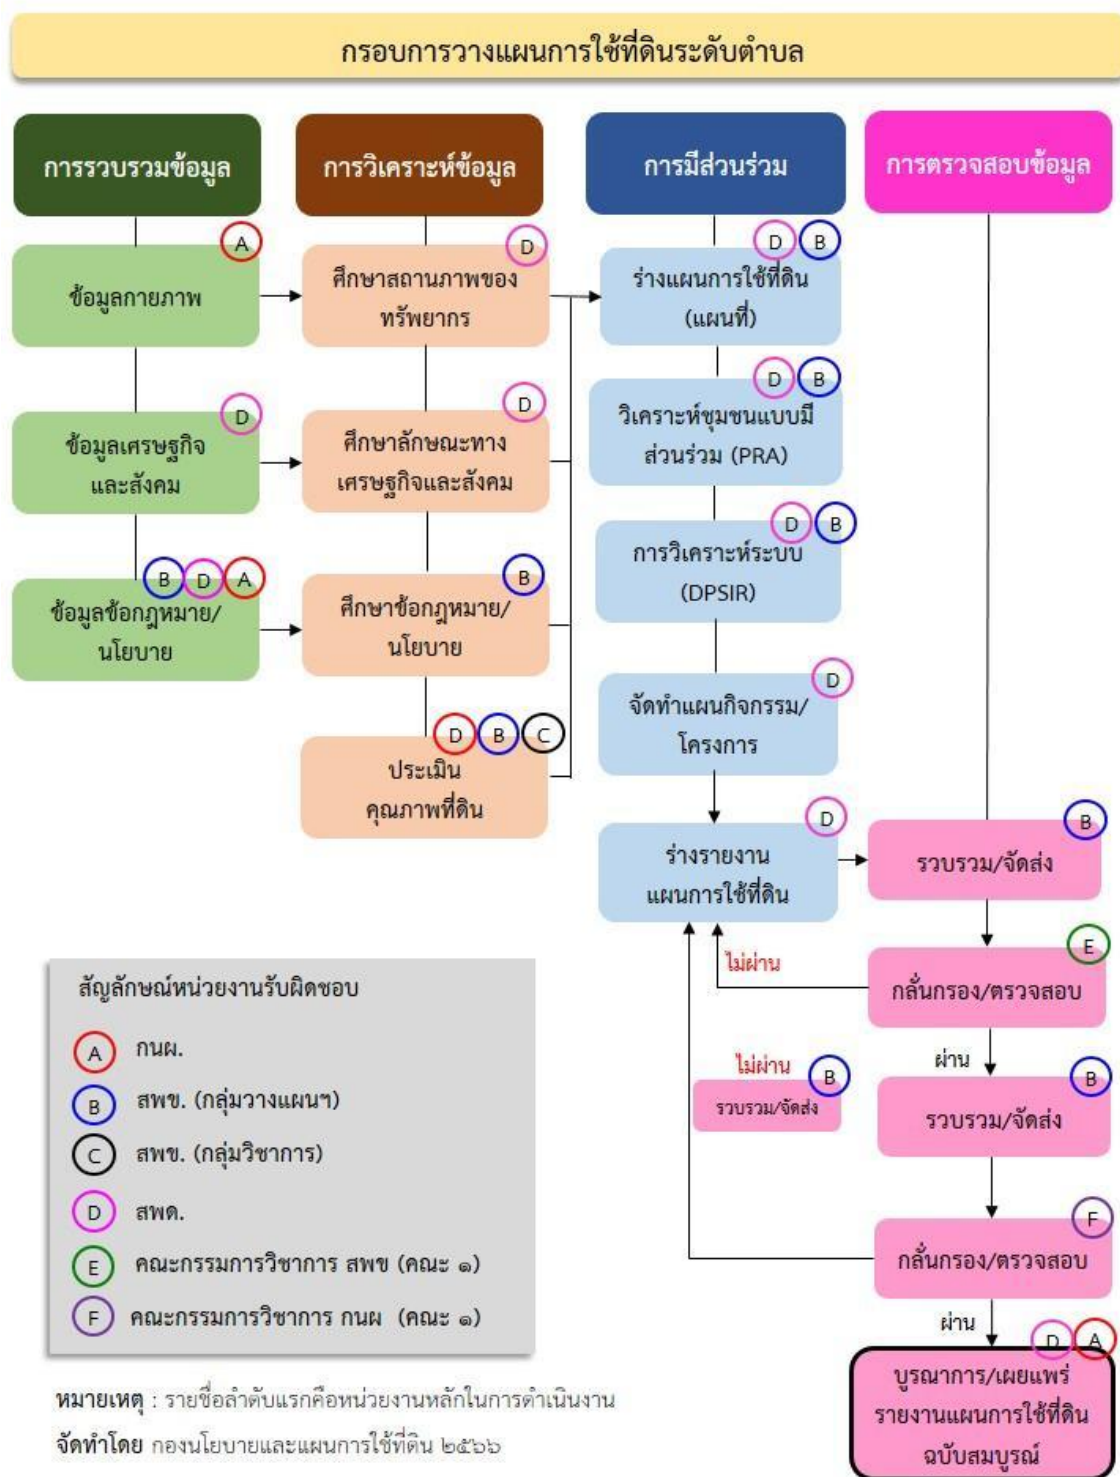 กรอบการวางแผนการใช้ที่ดินระดับตำบล
การรวบรวมข้อมูล
การวิเคราะห์ข้อมูล
การมีส่วนร่วม
การตรวจสอบข้อมูล
A
ข้อมูลกายภาพ
D
ข้อมูลเศรษฐกิจ
และสังคม
B D A
ข้อมูลข้อกฎหมาย/
นโยบาย
D
ศึกษาสถานภาพของ
ทรัพยากร
D
ศึกษาลักษณะทาง
เศรษฐกิจและสังคม
B
ศึกษาข้อกฎหมาย/
นโยบาย
D B C
ประเมิน
คุณภาพที่ดิน
D B
ร่างแผนการใช้ที่ดิน
(แผนที่)
D B
วิเคราะห์ชุมชนแบบมี
ส่วนร่วม (PRA)
D B
การวิเคราะห์ระบบ
(DPSIR)
D
จัดทำแผนกิจกรรม/
โครงการ
D
ร่างรายงาน
แผนการใช้ที่ดิน
B
รวบรวม/จัดส่ง
E
กลั่นกรอง/ตรวจสอบ
ไม่ผ่าน
ผ่าน
B
รวบรวม/จัดส่ง
ไม่ผ่าน
B
รวบรวม/จัดส่ง
F
กลั่นกรอง/ตรวจสอบ
ผ่าน
D A
บูรณาการ/เผยแพร่
รายงานแผนการใช้ที่ดิน
ฉบับสมบูรณ์
สัญลักษณ์หน่วยงานรับผิดชอบ
A กนผ.
B สพข. (กลุ่มวางแผนฯ)
C สพข. (กลุ่มวิชาการ)
D สพด.
E คณะกรรมการวิชาการ สพข (คณะ ๑)
F คณะกรรมการวิชาการ กนผ (คณะ ๑)
หมายเหตุ : รายชื่อลำดับแรกคือหน่วยงานหลักในการดำเนินงาน
จัดทำโดย กองนโยบายและแผนการใช้ที่ดิน ๒๕๖๖